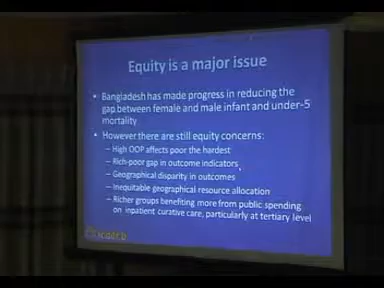 Equity is a major issue
• Bangladesh has made progress in reducing the
gap between female and male infant and under-5
mortality
• However there are still equity concerns:
– High OOP affects poor the hardest
– Rich-poor gap in outcome indicators
– Geographical disparity in outcomes
– Inequitable geographical resource allocation
– Richer groups benefiting more from public spending
on inpatient curative care, particularly at tertiary level
icddr,b